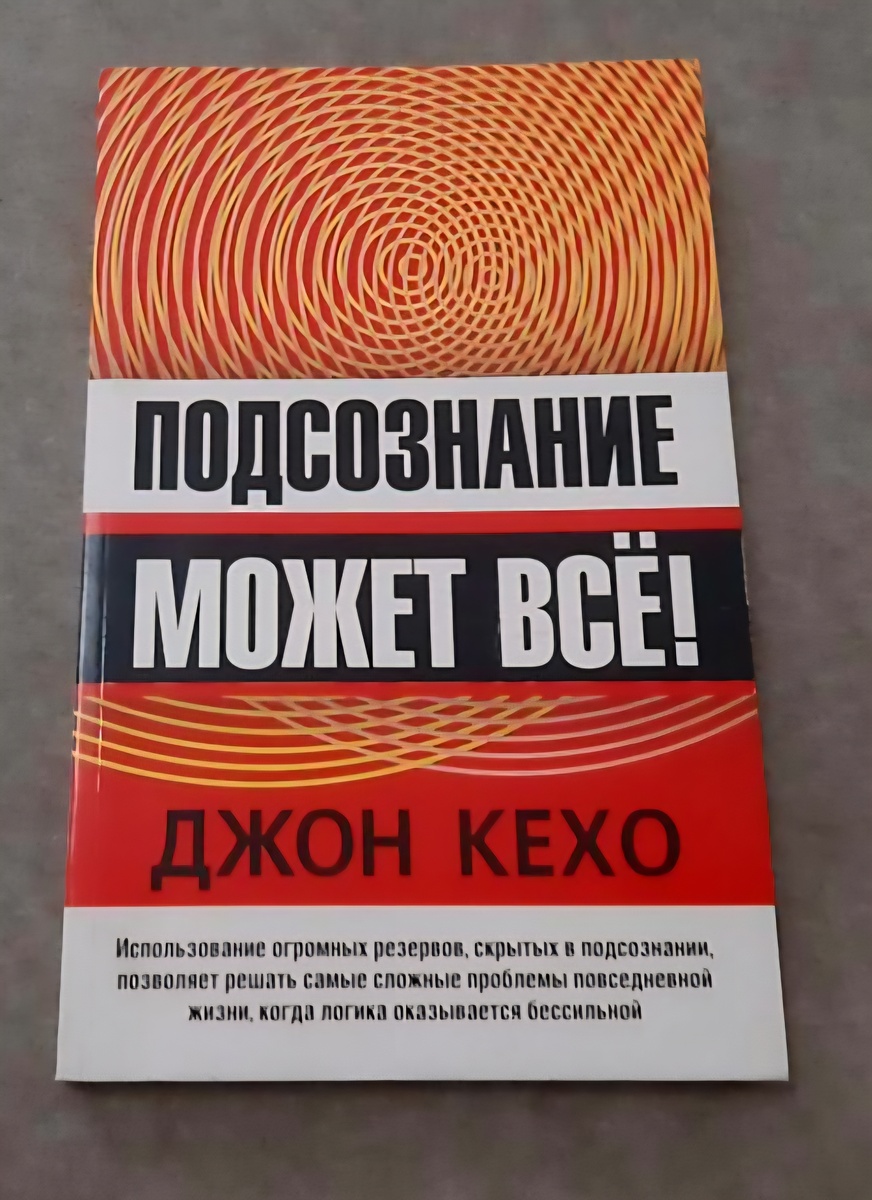 ПОДСОЗНАНИЕ
МОЖЕТ ВСЁ!
ДЖОН КЕХО
Использование огромных резервов, скрытых в подсознании,
позволяет решать самые сложные проблемы повседневной
жизни, когда логика оказывается бессильной